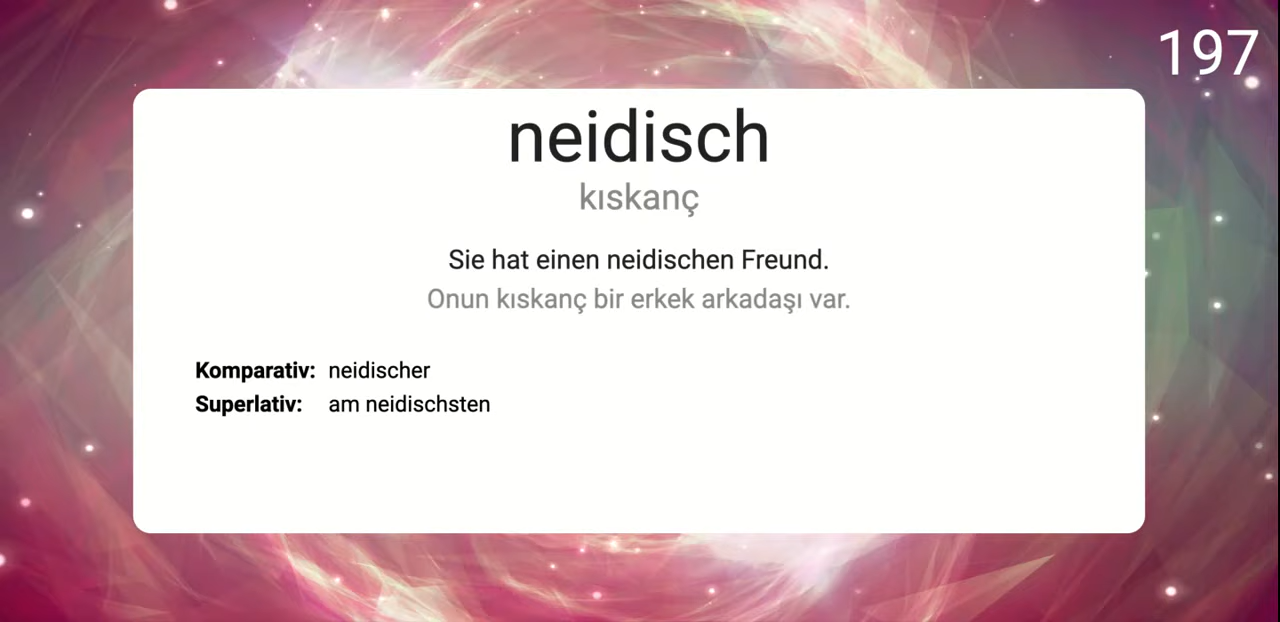 197
neidisch
kıskanç
Sie hat einen neidischen Freund.
Onun kıskanç bir erkek arkadaşı var.
Komparativ: neidischer
Superlativ: am neidischsten